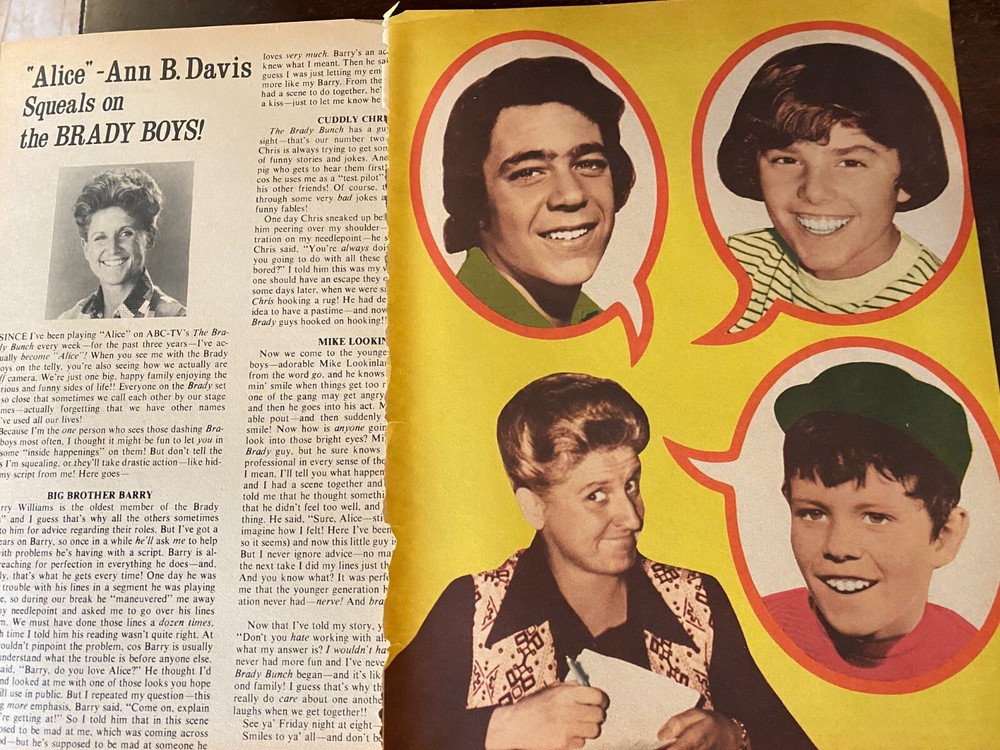 "Alice" - Ann B. Davis
Squeals on
the BRADY BOYS!
SINCE I've been playing "Alice" on ABC-TV's The Bra-
dy Bunch every week—for the past three years—I've ac-
ually become "Alice"! When you see me with the Brady
oys on the telly, you're also seeing how we actually are
ff camera. We're just one big, happy family enjoying the
rious and funny sides of life!! Everyone on the Brady set
so close that sometimes we call each other by our stage
mes—actually forgetting that we have other names
've used all our lives!
Because I'm the one person who sees those dashing Bra-
boys most often, I thought it might be fun to let you in
some "inside happenings" on them! But don't tell the
s I'm squealing, or they'll take drastic action—like hid-
my script from me! Here goes—
BIG BROTHER BARRY
rry Williams is the oldest member of the Brady
" and I guess that's why all the others sometimes
to him for advice regarding their roles. But I've got a
ears on Barry, so once in a while he'll ask me to help
ith problems he's having with a script. Barry is al-
reaching for perfection in everything he does—and,
ly, that's what he gets every time! One day he was
trouble with his lines in a segment he was playing
e, so during our break he "maneuvered" me away
y needlepoint and asked me to go over his lines
n. We must have done those lines a dozen times,
h time I told him his reading wasn't quite right. At
ouldn't pinpoint the problem, cos Barry is usually
nderstand what the trouble is before anyone else.
aid, "Barry, do you love Alice?" He thought I'd
nd looked at me with one of those looks you hope
ll use in public. But I repeated my question—this
g more emphasis. Barry said, "Come on, explain
're getting at!" So I told him that in this scene
osed to be mad at me, which was coming across
d—but he's supposed to be mad at someone he
loves very much. Barry's an ac
knew what I meant. Then he sai
guess I was just letting my em
more like my Barry. From the
had a scene to do together, he'
a kiss—just to let me know he
CUDDLY CHRI
The Brady Bunch has a gu
sight—that's our number two
Chris is always trying to get som
of funny stories and jokes. And
pig who gets to hear them first
cos he uses me as a "test pilot"
his other friends! Of course, t
through some very bad jokes a
funny fables!
One day Chris sneaked up be
him peering over my shoulder—
tration on my needlepoint—he s
Chris said, "You're always doi
you going to do with all these
bored?" I told him this was my v
one should have an escape they c
some days later, when we were s
Chris hooking a rug! He had de
idea to have a pastime—and now
Brady guys hooked on hooking!!
MIKE LOOKIN
Now we come to the younge
boys—adorable Mike Lookinla
from the word go, and he knows
min' smile when things get too r
one of the gang may get angry
and then he goes into his act. M
able pout—and then suddenly
smile! Now how is anyone goin
look into those bright eyes? Mi
Brady guy, but he sure knows
professional in every sense of the
I mean, I'll tell you what happen
and I had a scene together and
told me that he thought somethi
that he didn't feel too well, and
thing. He said, "Sure, Alice—sti
imagine how I felt! Here I've been
so it seems) and now this little guy i
But I never ignore advice—no ma
the next take I did my lines just th
And you know what? It was perfe
me that the younger generation h
ation never had—nerve! And bra
Now that I've told my story, y
"Don't you hate working with all
what my answer is? I wouldn't ha
never had more fun and I've neve
Brady Bunch began—and it's lik
ond family! I guess that's why th
really do care about one anothe
laughs when we get together!!
See ya' Friday night at eight—
Smiles to ya' all—and don't be